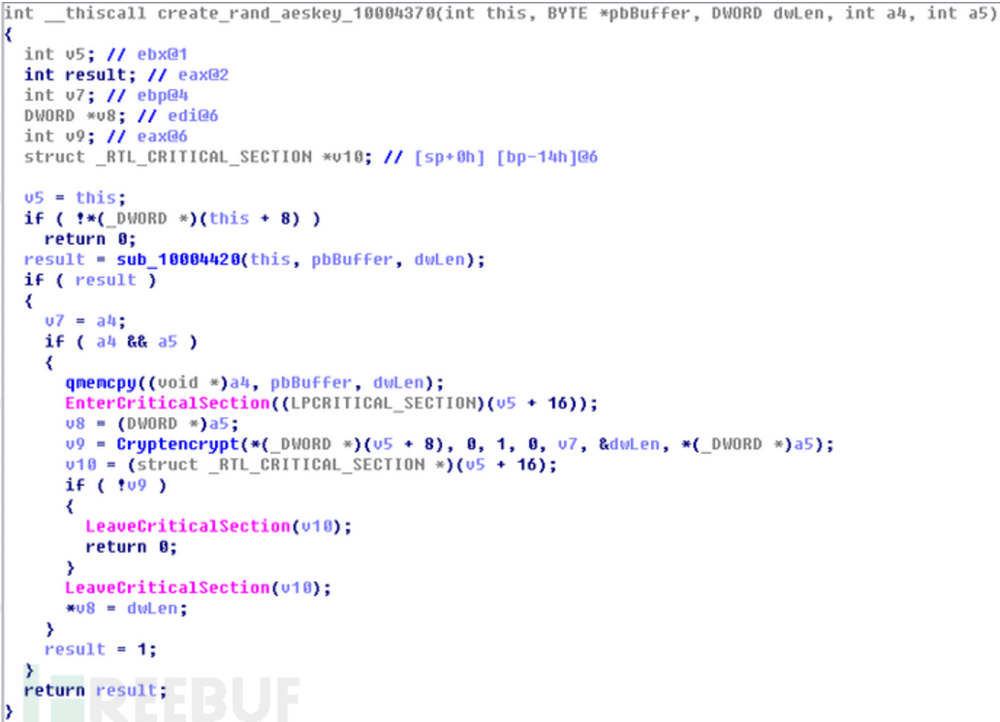 int __thiscall create_rand_aeskey_10004370(int this, BYTE *pbBuffer, DWORD dwLen, int a4, int a5)
{
  int v5; // ebx@1
  int result; // eax@2
  int v7; // ebp@4
  DWORD *v8; // edi@6
  int v9; // eax@6
  struct _RTL_CRITICAL_SECTION *v10; // [sp+0h] [bp-14h]@6
  v5 = this;
  if ( !*(_DWORD *)(this + 8) )
    return 0;
  result = sub_10004420(this, pbBuffer, dwLen);
  if ( result )
  {
    v7 = a4;
    if ( a4 && a5 )
    {
      qmemcpy((void *)a4, pbBuffer, dwLen);
      EnterCriticalSection((LPCRITICAL_SECTION)(v5 + 16));
      v8 = (DWORD *)a5;
      v9 = Cryptencrypt(*(_DWORD *)(v5 + 8), 0, 1, 0, v7, &dwLen, *(_DWORD *)a5);
      v10 = (struct _RTL_CRITICAL_SECTION *)(v5 + 16);
      if ( !v9 )
      {
        LeaveCriticalSection(v10);
        return 0;
      }
      LeaveCriticalSection(v10);
      *v8 = dwLen;
    }
    result = 1;
  }
  return result;
}
FREEBUF